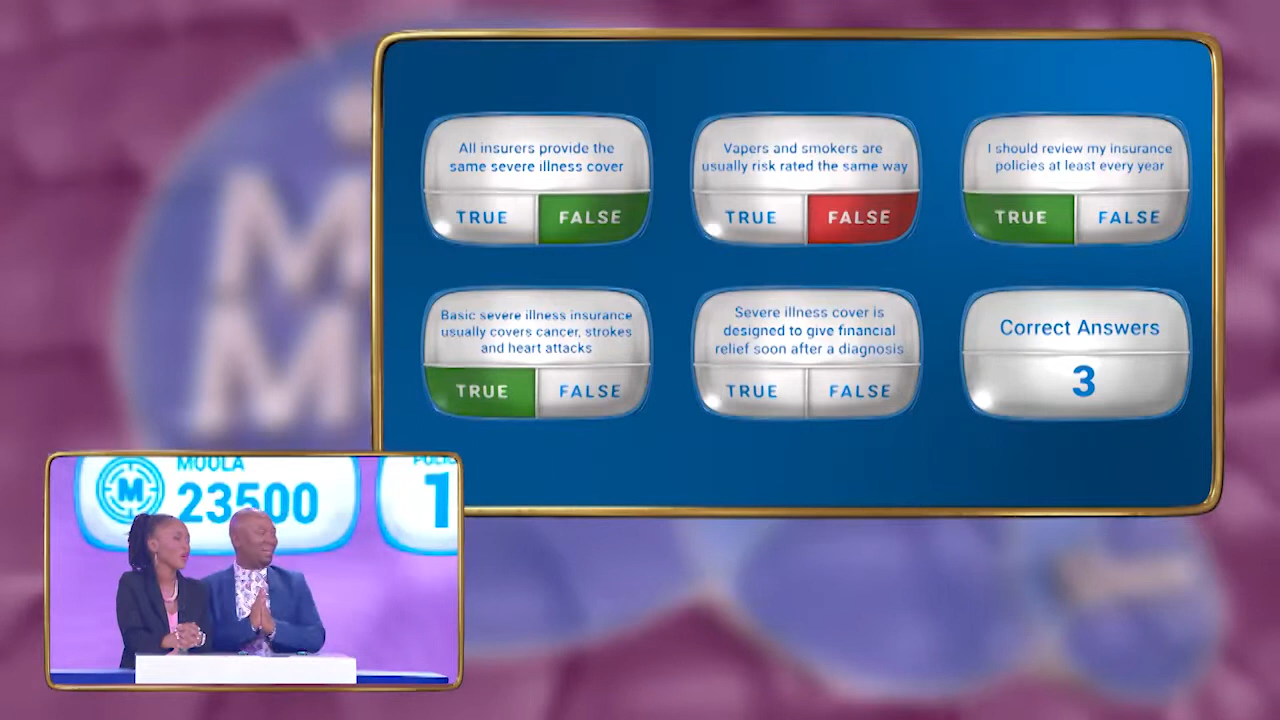 All insurers provide the
same severe illness cover
TRUE FALSE
Vapers and smokers are
usually risk rated the same way
TRUE FALSE
I should review my insurance
policies at least every year
TRUE FALSE
Basic severe illness insurance
usually covers cancer, strokes
and heart attacks
TRUE FALSE
Severe illness cover is
designed to give financial
relief soon after a diagnosis
TRUE FALSE
Correct Answers
3
M
M
MOULA
M 23500
1